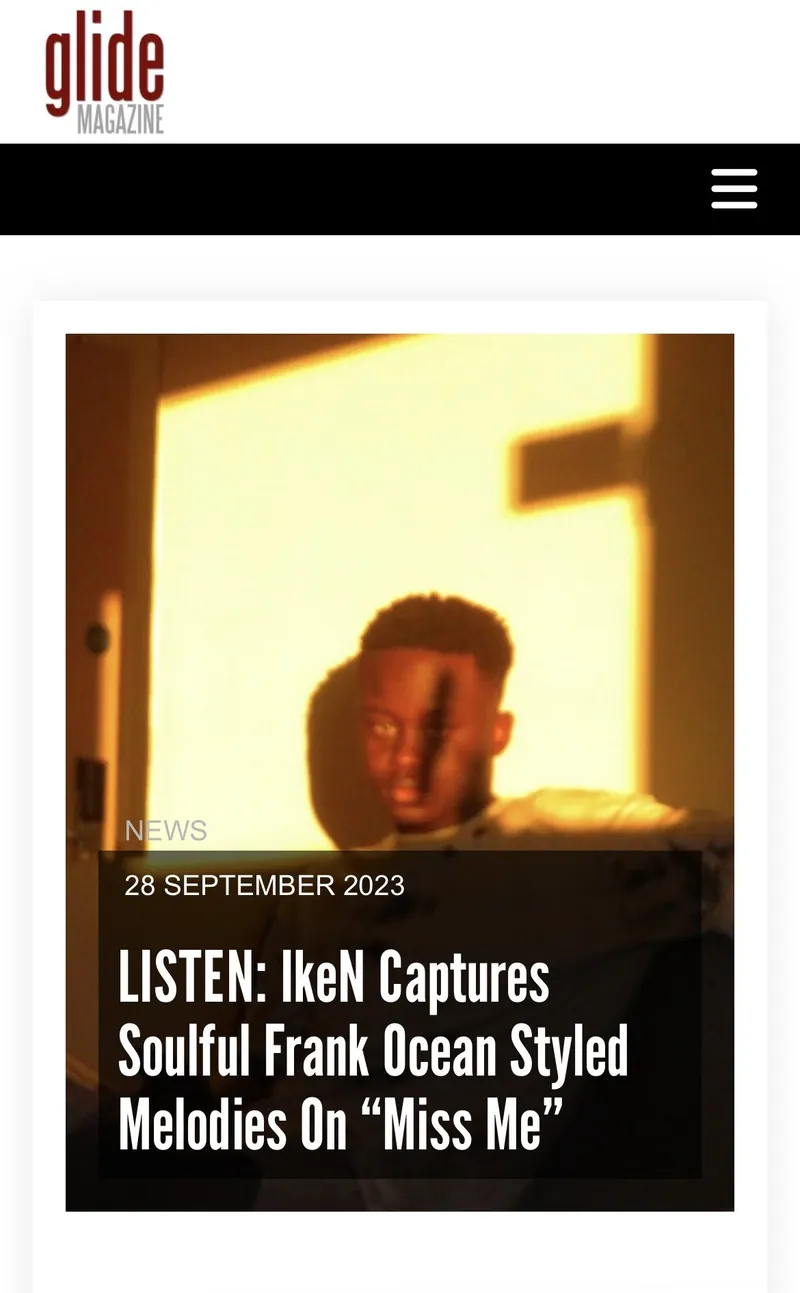 glide
MAGAZINE
NEWS
28 SEPTEMBER 2023
LISTEN: IkeN Captures
Soulful Frank Ocean Styled
Melodies On “Miss Me”